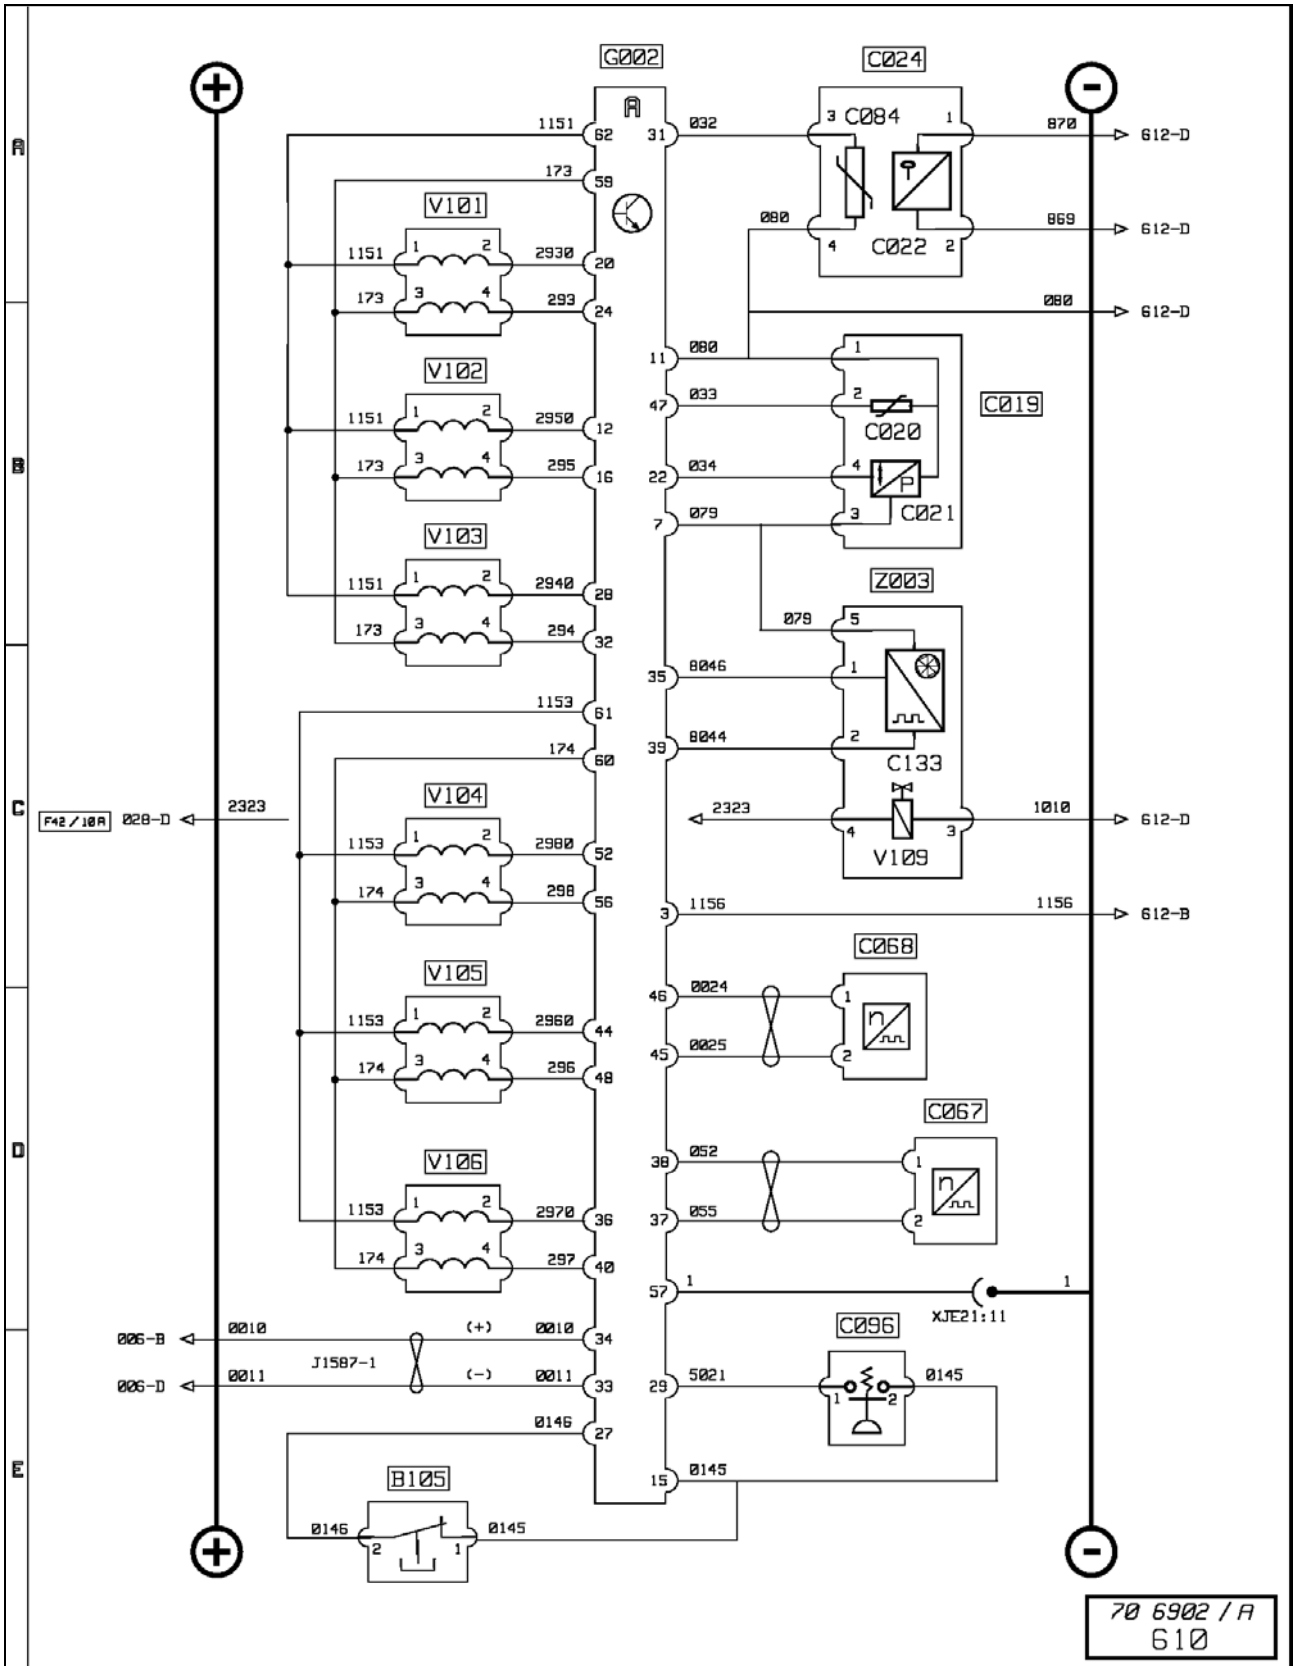 G002 C024
+ -
A
A 3 C084 1
1151 62 31 032 870 612-D
173 59
V101 080 869 612-D
4 C022 2
1151 1 2 2930 20
173 3 4 293 24 080 612-D
V102 11 080 1
C019
1151 1 2 2950 12 47 033 2
C020
B
173 3 4 295 16 22 034 4 P
C021
V103 7 079 3
Z003
1151 1 2 2940 28
079 5
173 3 4 294 32
35 8046 1
1153 61
174 60 39 8044 2
C133
V104
F42/10A 028-D 2323 2323 4 3 1010 612-D
C
1153 1 2 2980 52 V109
174 3 4 298 56 3 1156 1156 612-B
C068
V105 46 0024 1
n
1153 1 2 2960 44 45 0025 2
174 3 4 296 48
C067
D
V106 38 052 1
n
1153 1 2 2970 36 37 055 2
174 3 4 297 40
57 1 1
XJE21:11
006-B 0010 (+) 0010 34 C096
J1587-1
006-D 0011 (-) 0011 33 29 5021 1 2 0145
0146 27
E
B105 15 0145
0146 2 1 0145
+ -
70 6902 / A
610